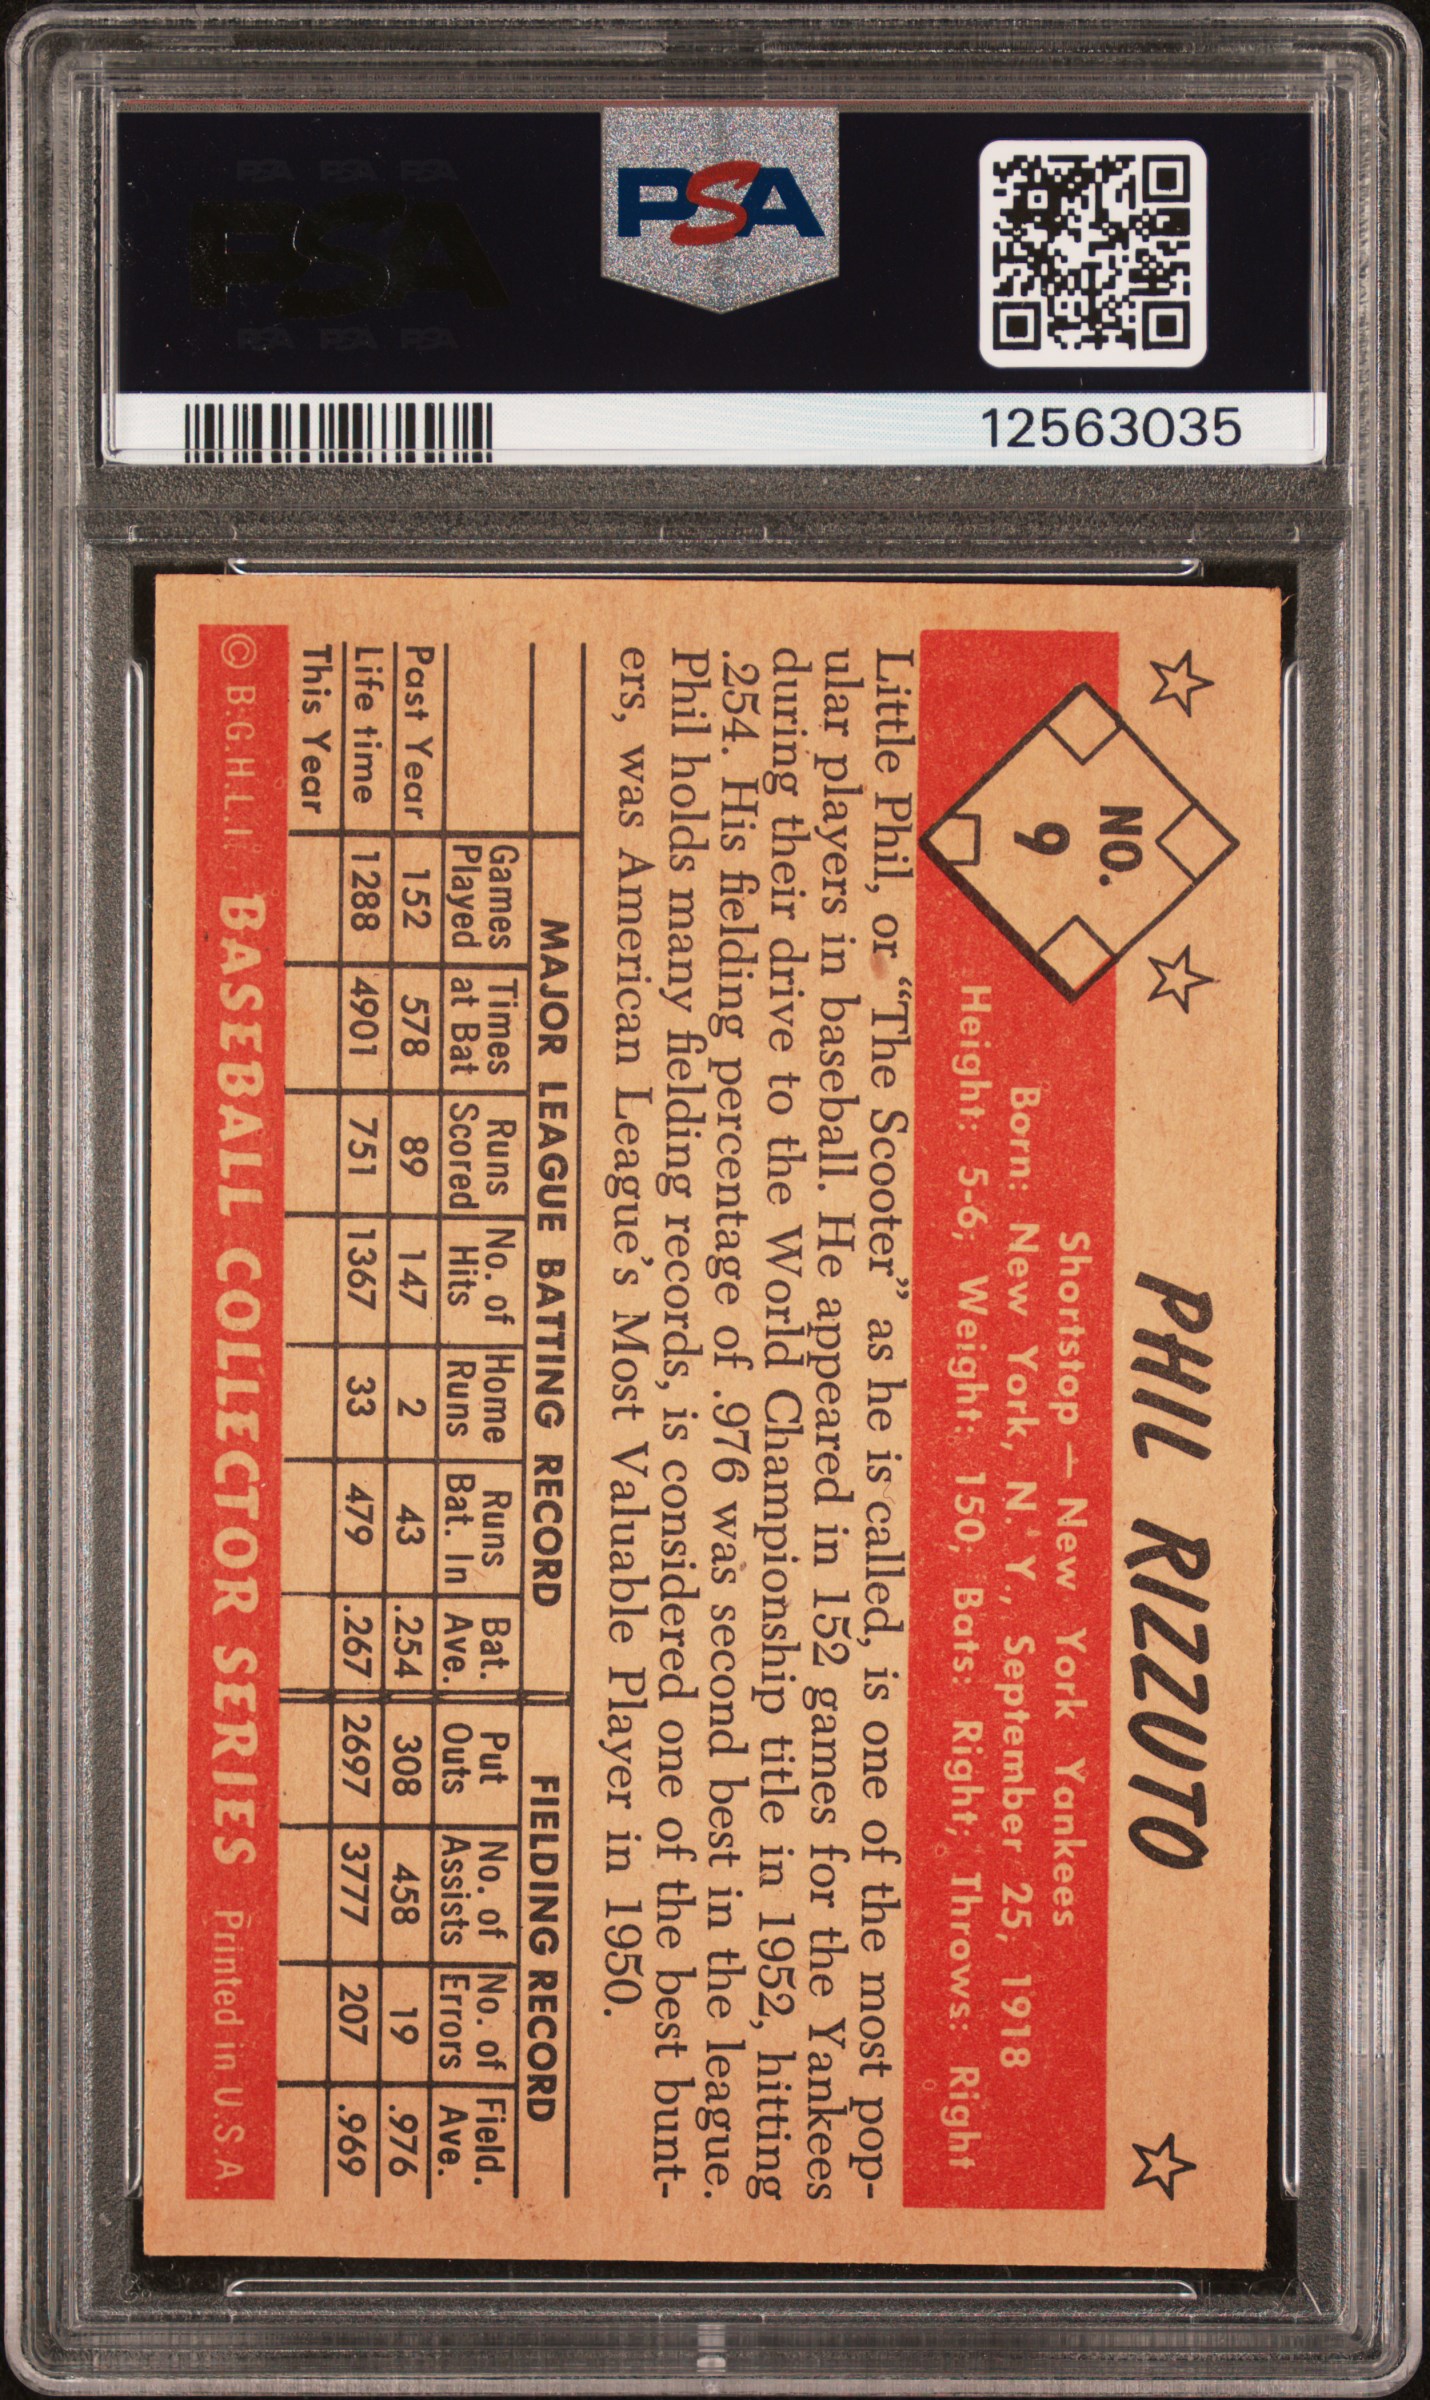 PSA PSA PSA
PSA
PSA PSA PSA
PSA
12563035
PHIL RIZZUTO
NO.
9
Shortstop — New York Yankees
Born: New York, N. Y., September 25, 1918
Height: 5-6; Weight: 150; Bats: Right; Throws: Right
Little Phil, or "The Scooter" as he is called, is one of the most pop-
ular players in baseball. He appeared in 152 games for the Yankees
during their drive to the World Championship title in 1952, hitting
.254. His fielding percentage of .976 was second best in the league.
Phil holds many fielding records, is considered one of the best bunt-
ers, was American League's Most Valuable Player in 1950.
MAJOR LEAGUE BATTING RECORD FIELDING RECORD
Games Times Runs No. of Home Runs Bat. Put No. of No. of Field.
Played at Bat Scored Hits Runs Bat. In Ave. Outs Assists Errors Ave.
Past Year 152 578 89 147 2 43 .254 308 458 19 .976
Life time 1288 4901 751 1367 33 479 .267 2697 3777 207 .969
This Year
© B.G.H.L.I. BASEBALL COLLECTOR SERIES Printed in U.S.A.